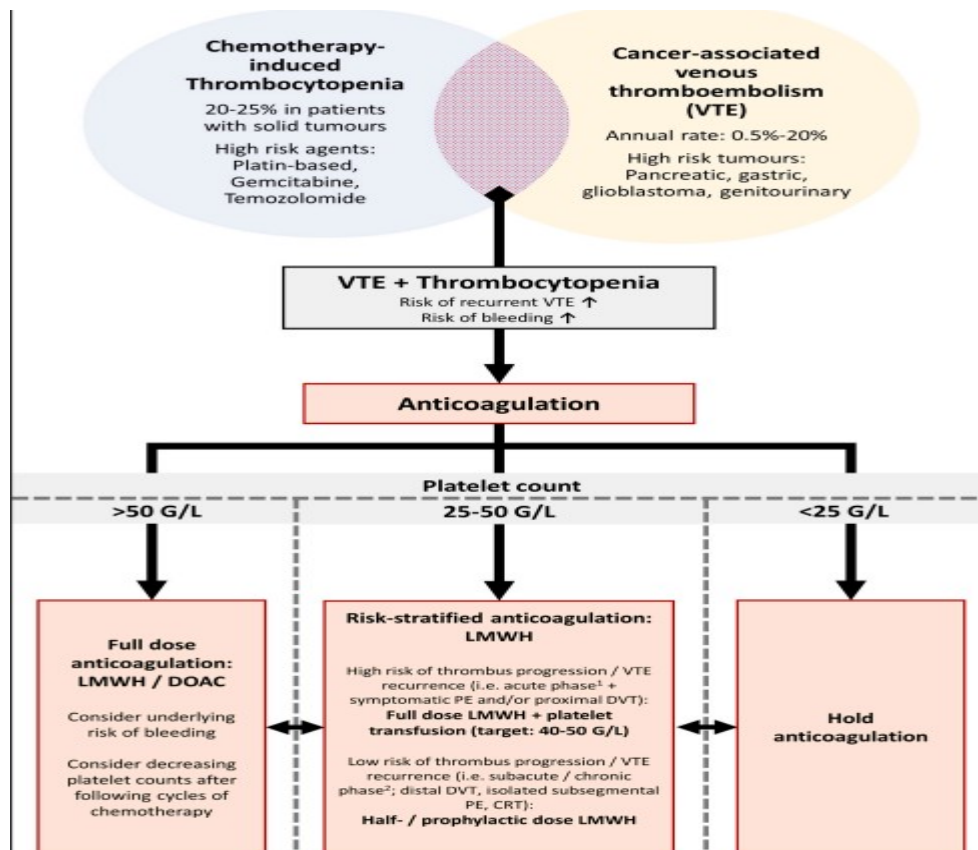 Chemotherapy-
induced
Thrombocytopenia
20-25% in patients
with solid tumours
High risk agents:
Platin-based,
Gemcitabine,
Temozolomide
Cancer-associated
venous
thromboembolism
(VTE)
Annual rate: 0.5%-20%
High risk tumours:
Pancreatic, gastric,
glioblastoma, genitourinary
VTE + Thrombocytopenia
Risk of recurrent VTE ↑
Risk of bleeding ↑
Anticoagulation
Platelet count
>50 G/L
25-50 G/L
<25 G/L
Full dose
anticoagulation:
LMWH / DOAC
Consider underlying
risk of bleeding
Consider decreasing
platelet counts after
following cycles of
chemotherapy
Risk-stratified anticoagulation:
LMWH
High risk of thrombus progression / VTE
recurrence (i.e. acute phase¹ +
symptomatic PE and/or proximal DVT):
Full dose LMWH + platelet
transfusion (target: 40-50 G/L)
Low risk of thrombus progression / VTE
recurrence (i.e. subacute / chronic
phase²; distal DVT, isolated subsegmental
PE, CRT):
Half- / prophylactic dose LMWH
Hold
anticoagulation